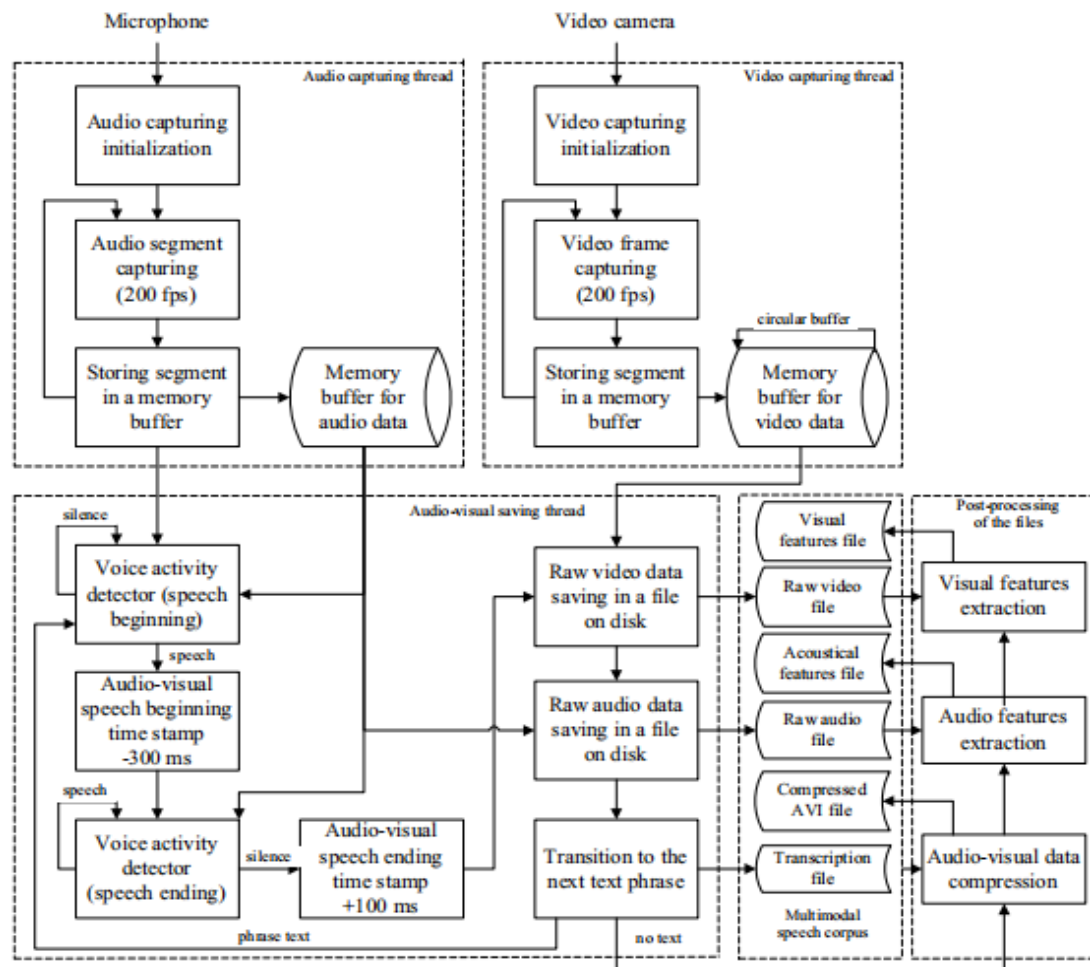 Microphone
Video camera
Audio capturing thread
Video capturing thread
Audio capturing
initialization
Video capturing
initialization
Audio segment
capturing
(200 fps)
Video frame
capturing
(200 fps)
circular buffer
Storing segment
in a memory
buffer
Memory
buffer for
audio data
Storing segment
in a memory
buffer
Memory
buffer for
video data
Audio-visual saving thread
silence
Voice activity
detector (speech
beginning)
speech
Audio-visual
speech beginning
time stamp
-300 ms
speech
Voice activity
detector
(speech ending)
silence
Audio-visual
speech ending
time stamp
+100 ms
Raw video data
saving in a file
on disk
Raw audio data
saving in a file
on disk
Transition to the
next text phrase
phrase text
no text
Visual
features file
Raw video
file
Acoustical
features file
Raw audio
file
Compressed
AVI file
Transcription
file
Multimodal
speech corpus
Post-processing
of the files
Visual features
extraction
Audio features
extraction
Audio-visual data
compression